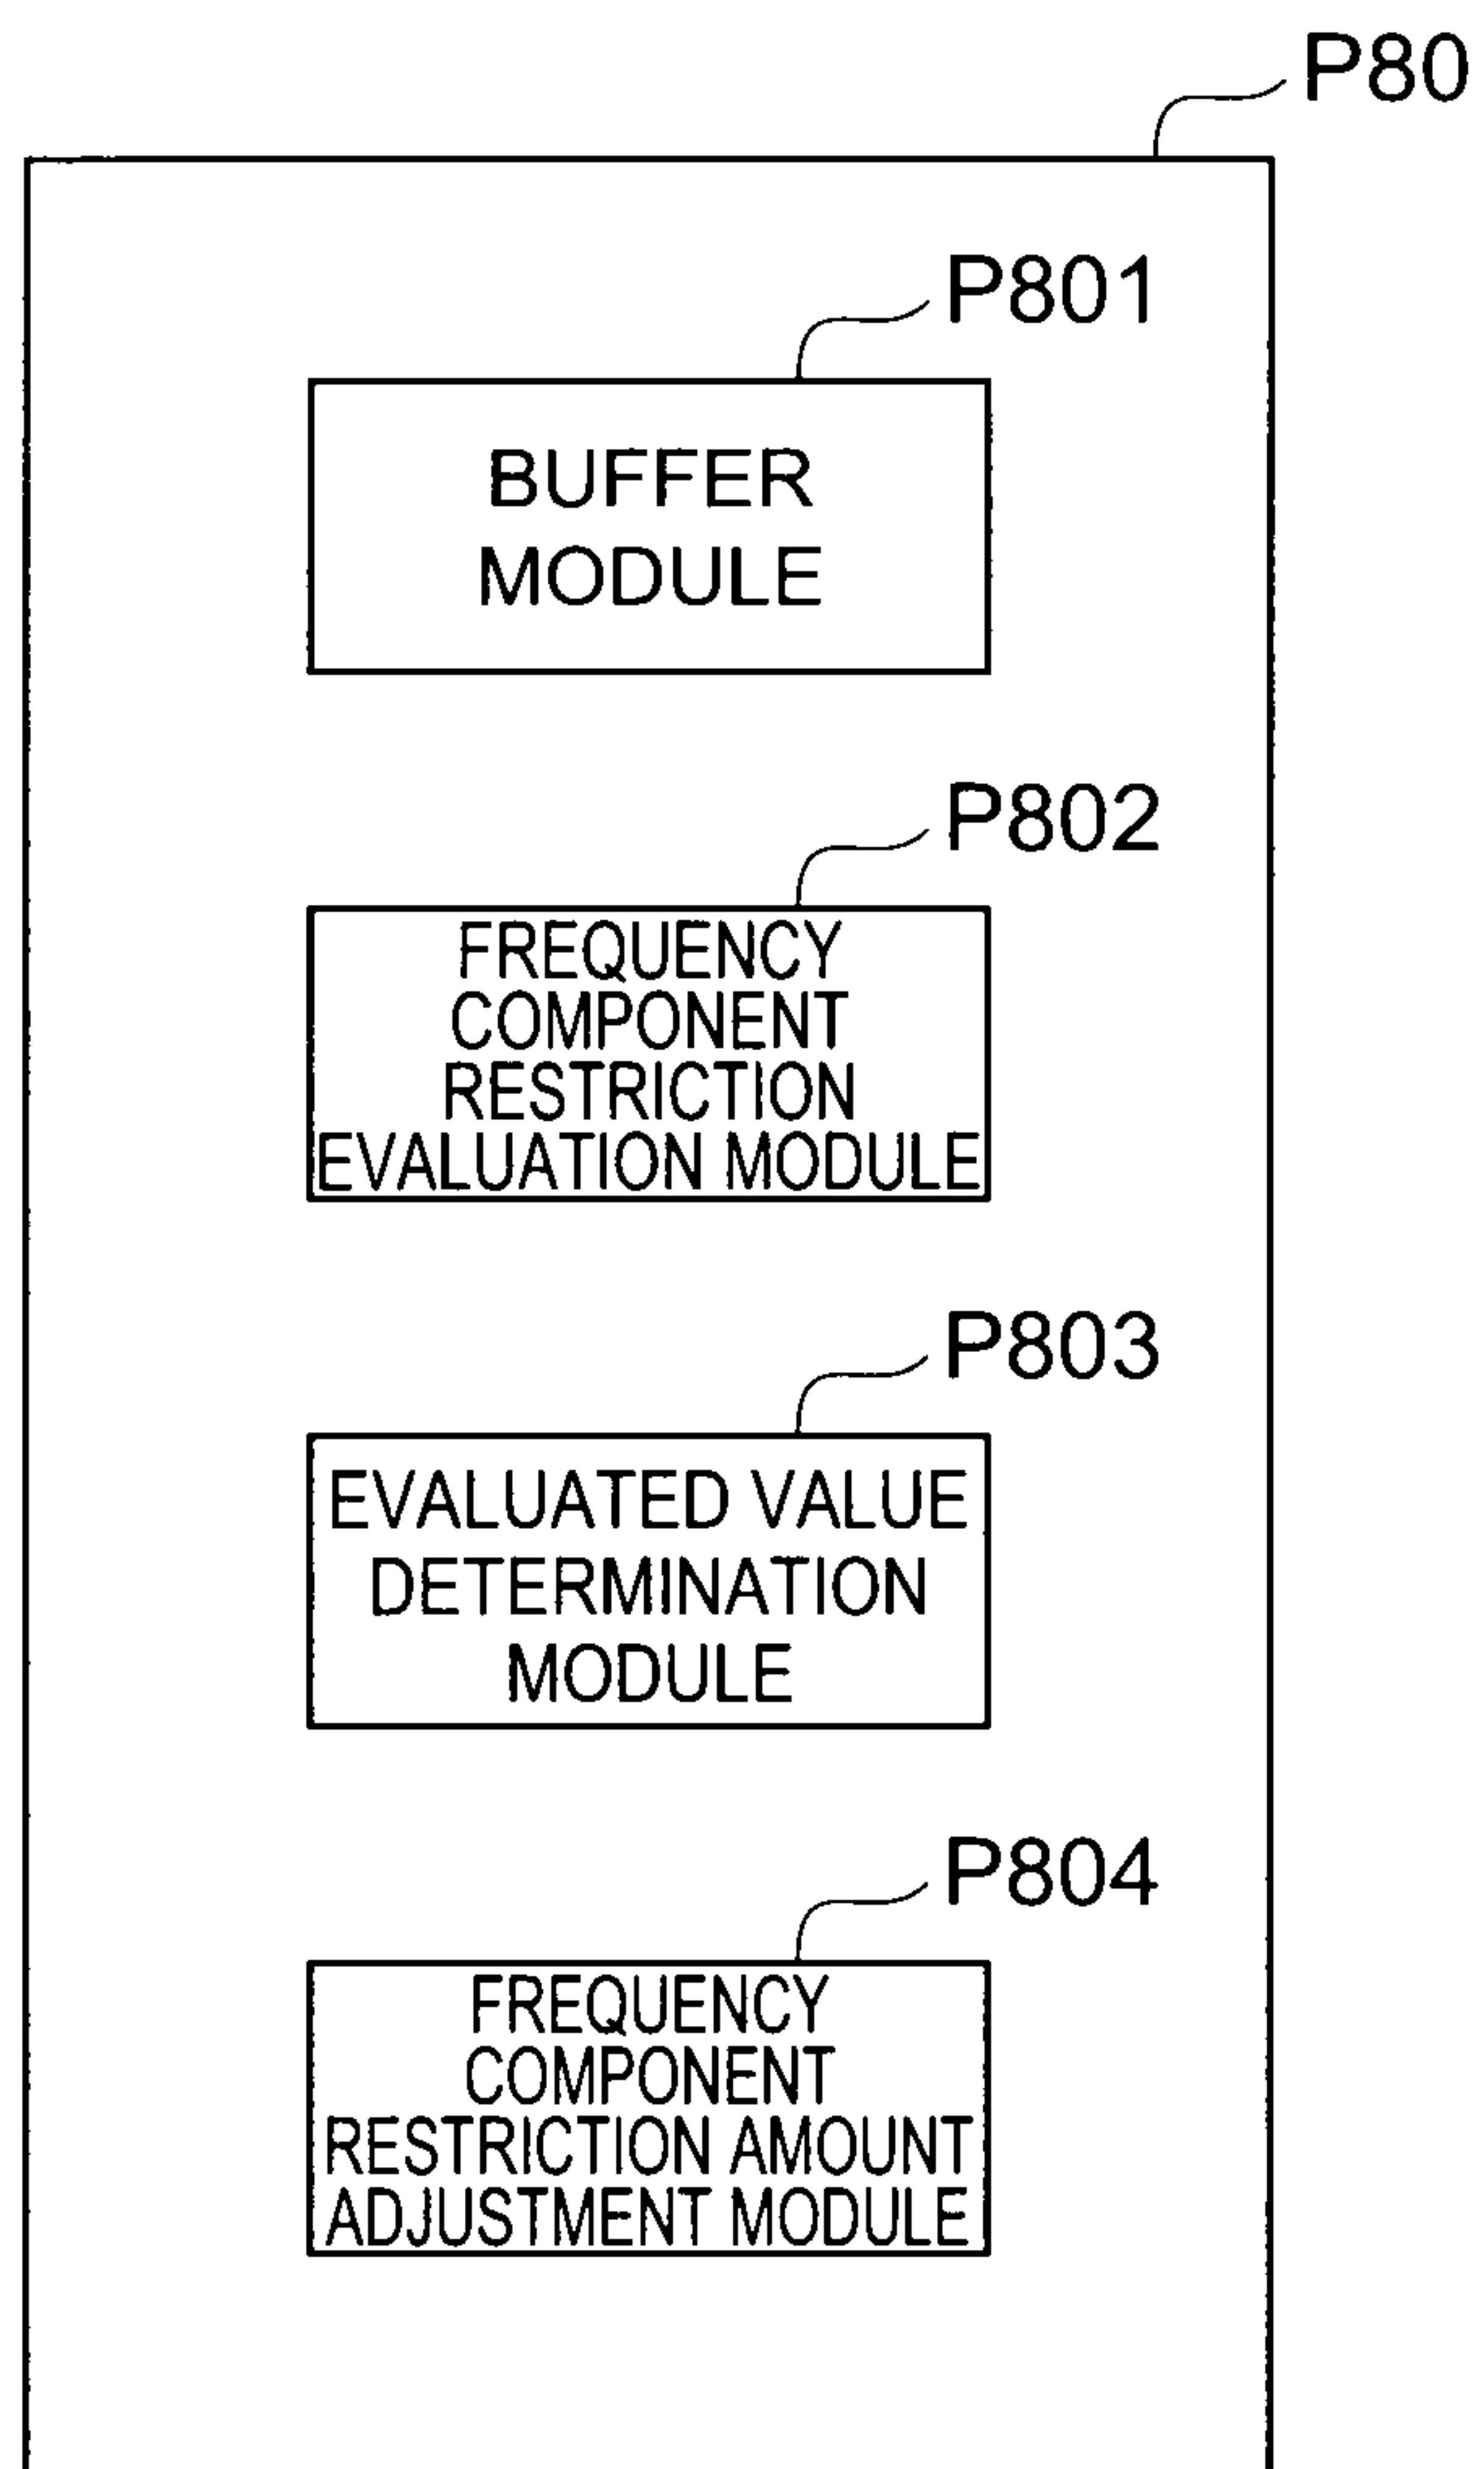 P80
P801
BUFFER
MODULE
P802
FREQUENCY
COMPONENT
RESTRICTION
EVALUATION MODULE
P803
EVALUATED VALUE
DETERMINATION
MODULE
P804
FREQUENCY
COMPONENT
RESTRICTION AMOUNT
ADJUSTMENT MODULE